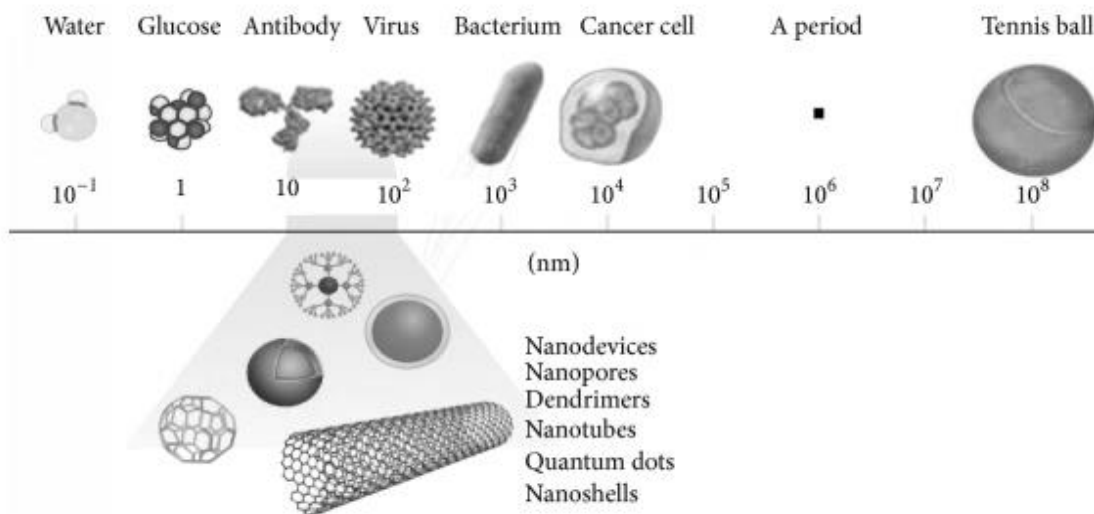 Water Glucose Antibody Virus Bacterium Cancer cell A period Tennis ball
10⁻¹ 1 10 10² 10³ 10⁴ 10⁵ 10⁶ 10⁷ 10⁸
(nm)
Nanodevices
Nanopores
Dendrimers
Nanotubes
Quantum dots
Nanoshells